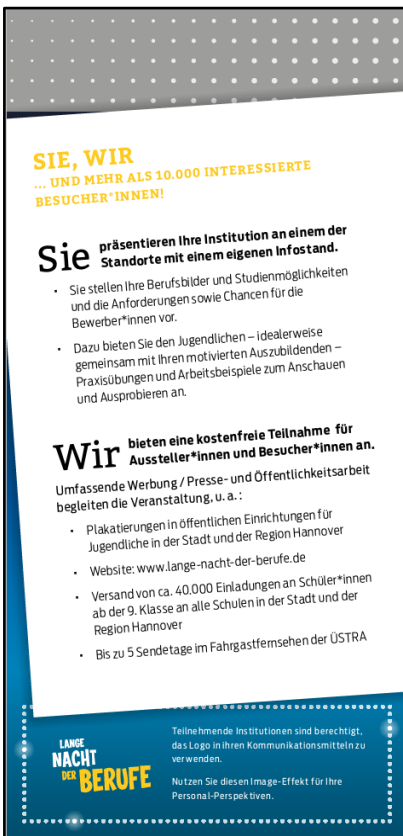 SIE, WIR
... UND MEHR ALS 10.000 INTERESSIERTE
BESUCHER*INNEN!
Sie präsentieren Ihre Institution an einem der
Standorte mit einem eigenen Infostand.
• Sie stellen Ihre Berufsbilder und Studienmöglichkeiten
und die Anforderungen sowie Chancen für die
Bewerber*innen vor.
• Dazu bieten Sie den Jugendlichen – idealerweise
gemeinsam mit Ihren motivierten Auszubildenden –
Praxisübungen und Arbeitsbeispiele zum Anschauen
und Ausprobieren an.
Wir bieten eine kostenfreie Teilnahme für
Aussteller*innen und Besucher*innen an.
Umfassende Werbung / Presse- und Öffentlichkeitsarbeit
begleiten die Veranstaltung, u. a. :
• Plakatierungen in öffentlichen Einrichtungen für
Jugendliche in der Stadt und der Region Hannover
• Website: www.lange-nacht-der-berufe.de
• Versand von ca. 40.000 Einladungen an Schüler*innen
ab der 9. Klasse an alle Schulen in der Stadt und der
Region Hannover
• Bis zu 5 Sendetage im Fahrgastfernsehen der ÜSTRA
LANGE
NACHT
DER BERUFE
Teilnehmende Institutionen sind berechtigt,
das Logo in ihren Kommunikationsmitteln zu
verwenden.
Nutzen Sie diesen Image-Effekt für Ihre
Personal-Perspektiven.